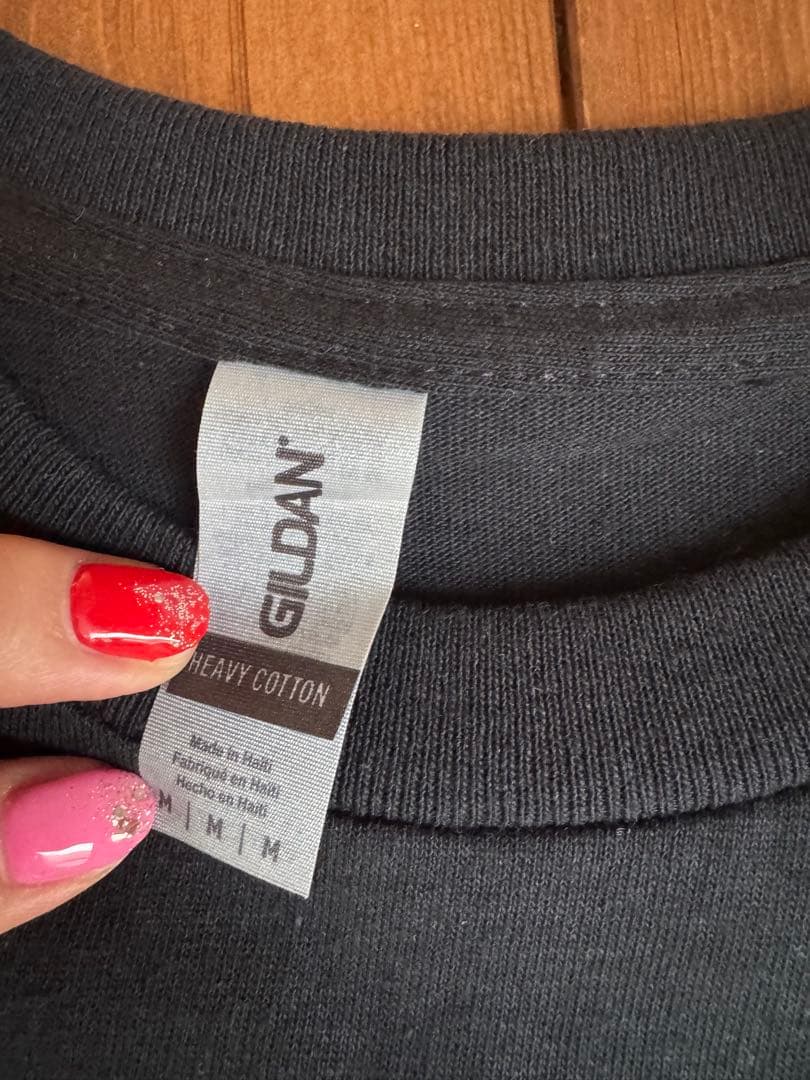 GILDAN®
HEAVY COTTON
Made in Haiti
Fabriqué en Haïti
Hecho en Haití
M | M | M